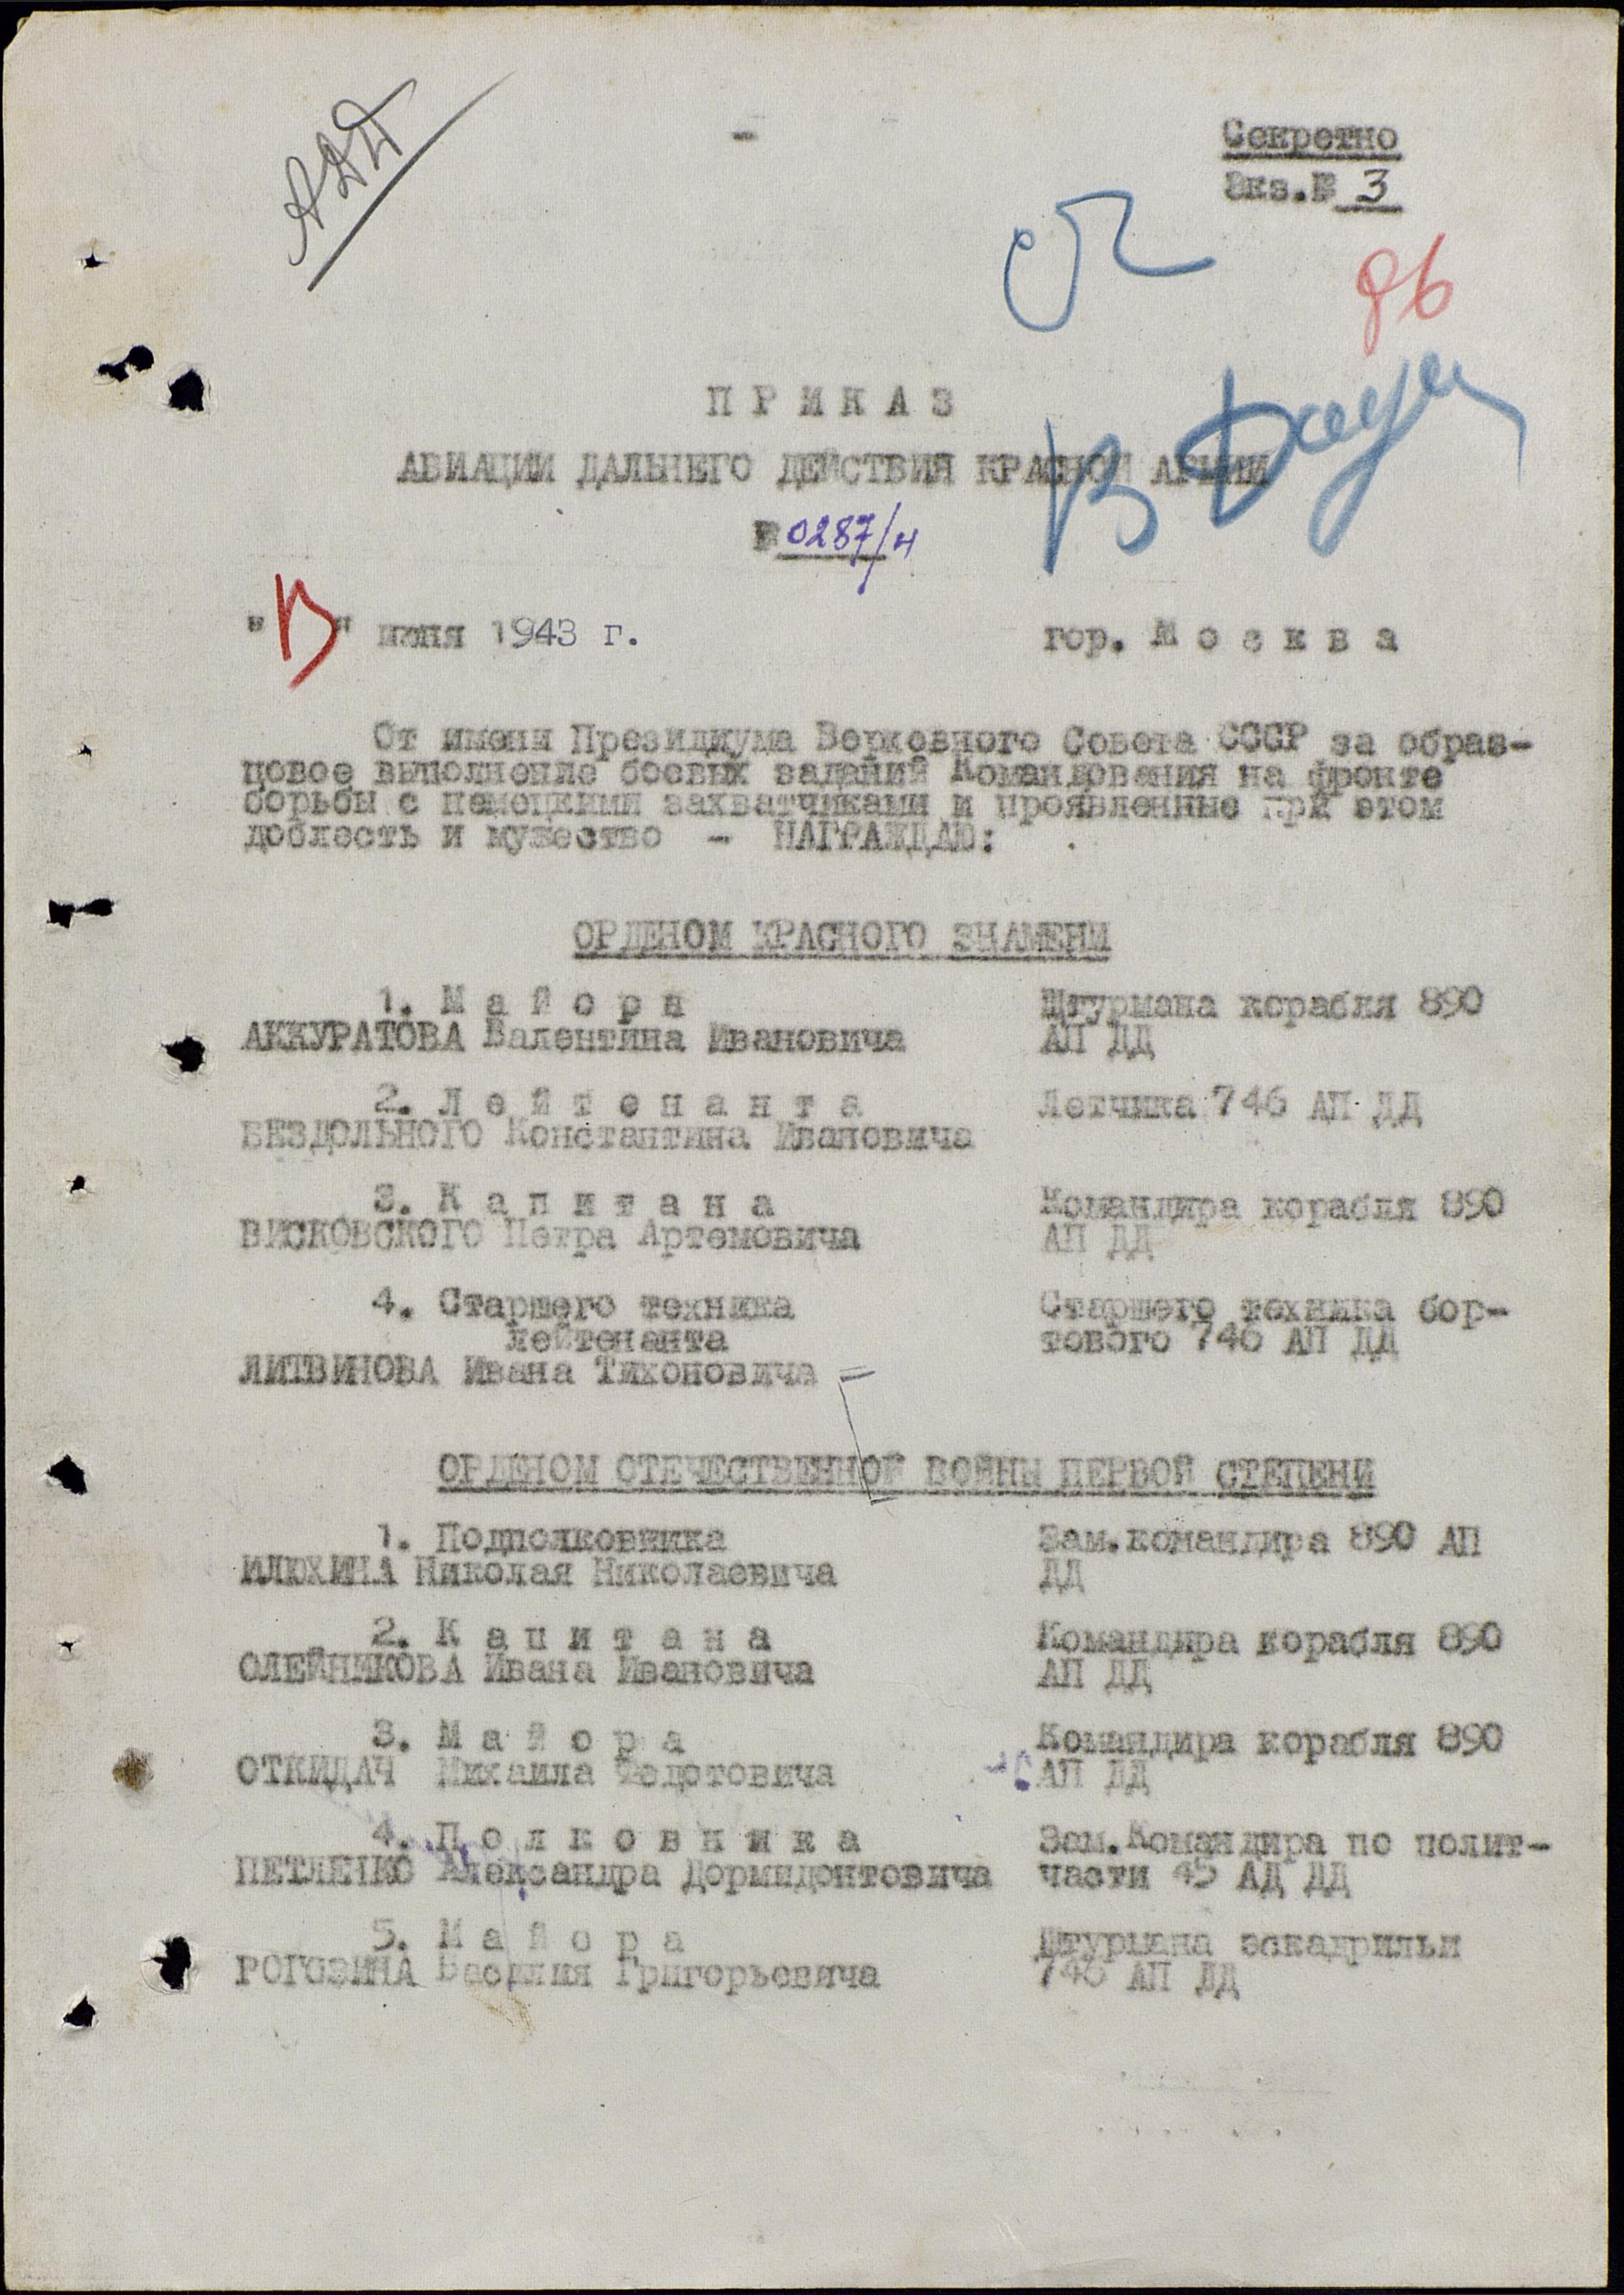 АДД
Секретно
Экз.№ 3
96
ПРИКАЗ
АВИАЦИИ ДАЛЬНЕГО ДЕЙСТВИЯ КРАСНОЙ АРМИИ
№ 0287/н
" " июня 1943 г. гор. Москва
От имени Президиума Верховного Совета СССР за образ-
цовое выполнение боевых заданий Командования на фронте
борьбы с немецкими захватчиками и проявленные при этом
доблесть и мужество - НАГРАЖДАЮ:
ОРДЕНОМ КРАСНОГО ЗНАМЕНИ
1. Майора Штурмана корабля 890
АККУРАТОВА Валентина Ивановича АП ДД
2. Лейтенанта Летчика 746 АП ДД
БЕЗДОЛЬНОГО Константина Ивановича
3. Капитана Командира корабля 890
ВИСКОВСКОГО Петра Артемовича АП ДД
4. Старшего техника Старшего техника бор-
лейтенанта тового 746 АП ДД
ЛИТВИНОВА Ивана Тихоновича
ОРДЕНОМ ОТЕЧЕСТВЕННОЙ ВОЙНЫ ПЕРВОЙ СТЕПЕНИ
1. Подполковника Зам.командира 890 АП
ИЛЮХИНА Николая Николаевича ДД
2. Капитана Командира корабля 890
ОЛЕЙНИКОВА Ивана Ивановича АП ДД
3. Майора Командира корабля 890
ОТКИДАЧ Михаила Федотовича АП ДД
4. Полковника Зам.Командира по полит-
ПЕТЛЕНКО Александра Дормидонтовича части 45 АД ДД
5. Майора Штурмана эскадрильи
РОГОЗИНА Василия Григорьевича 746 АП ДД